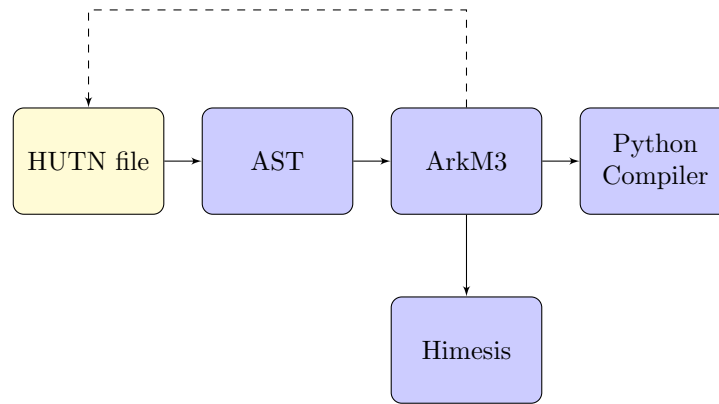 HUTN file
AST
ArkM3
Python
Compiler
Himesis